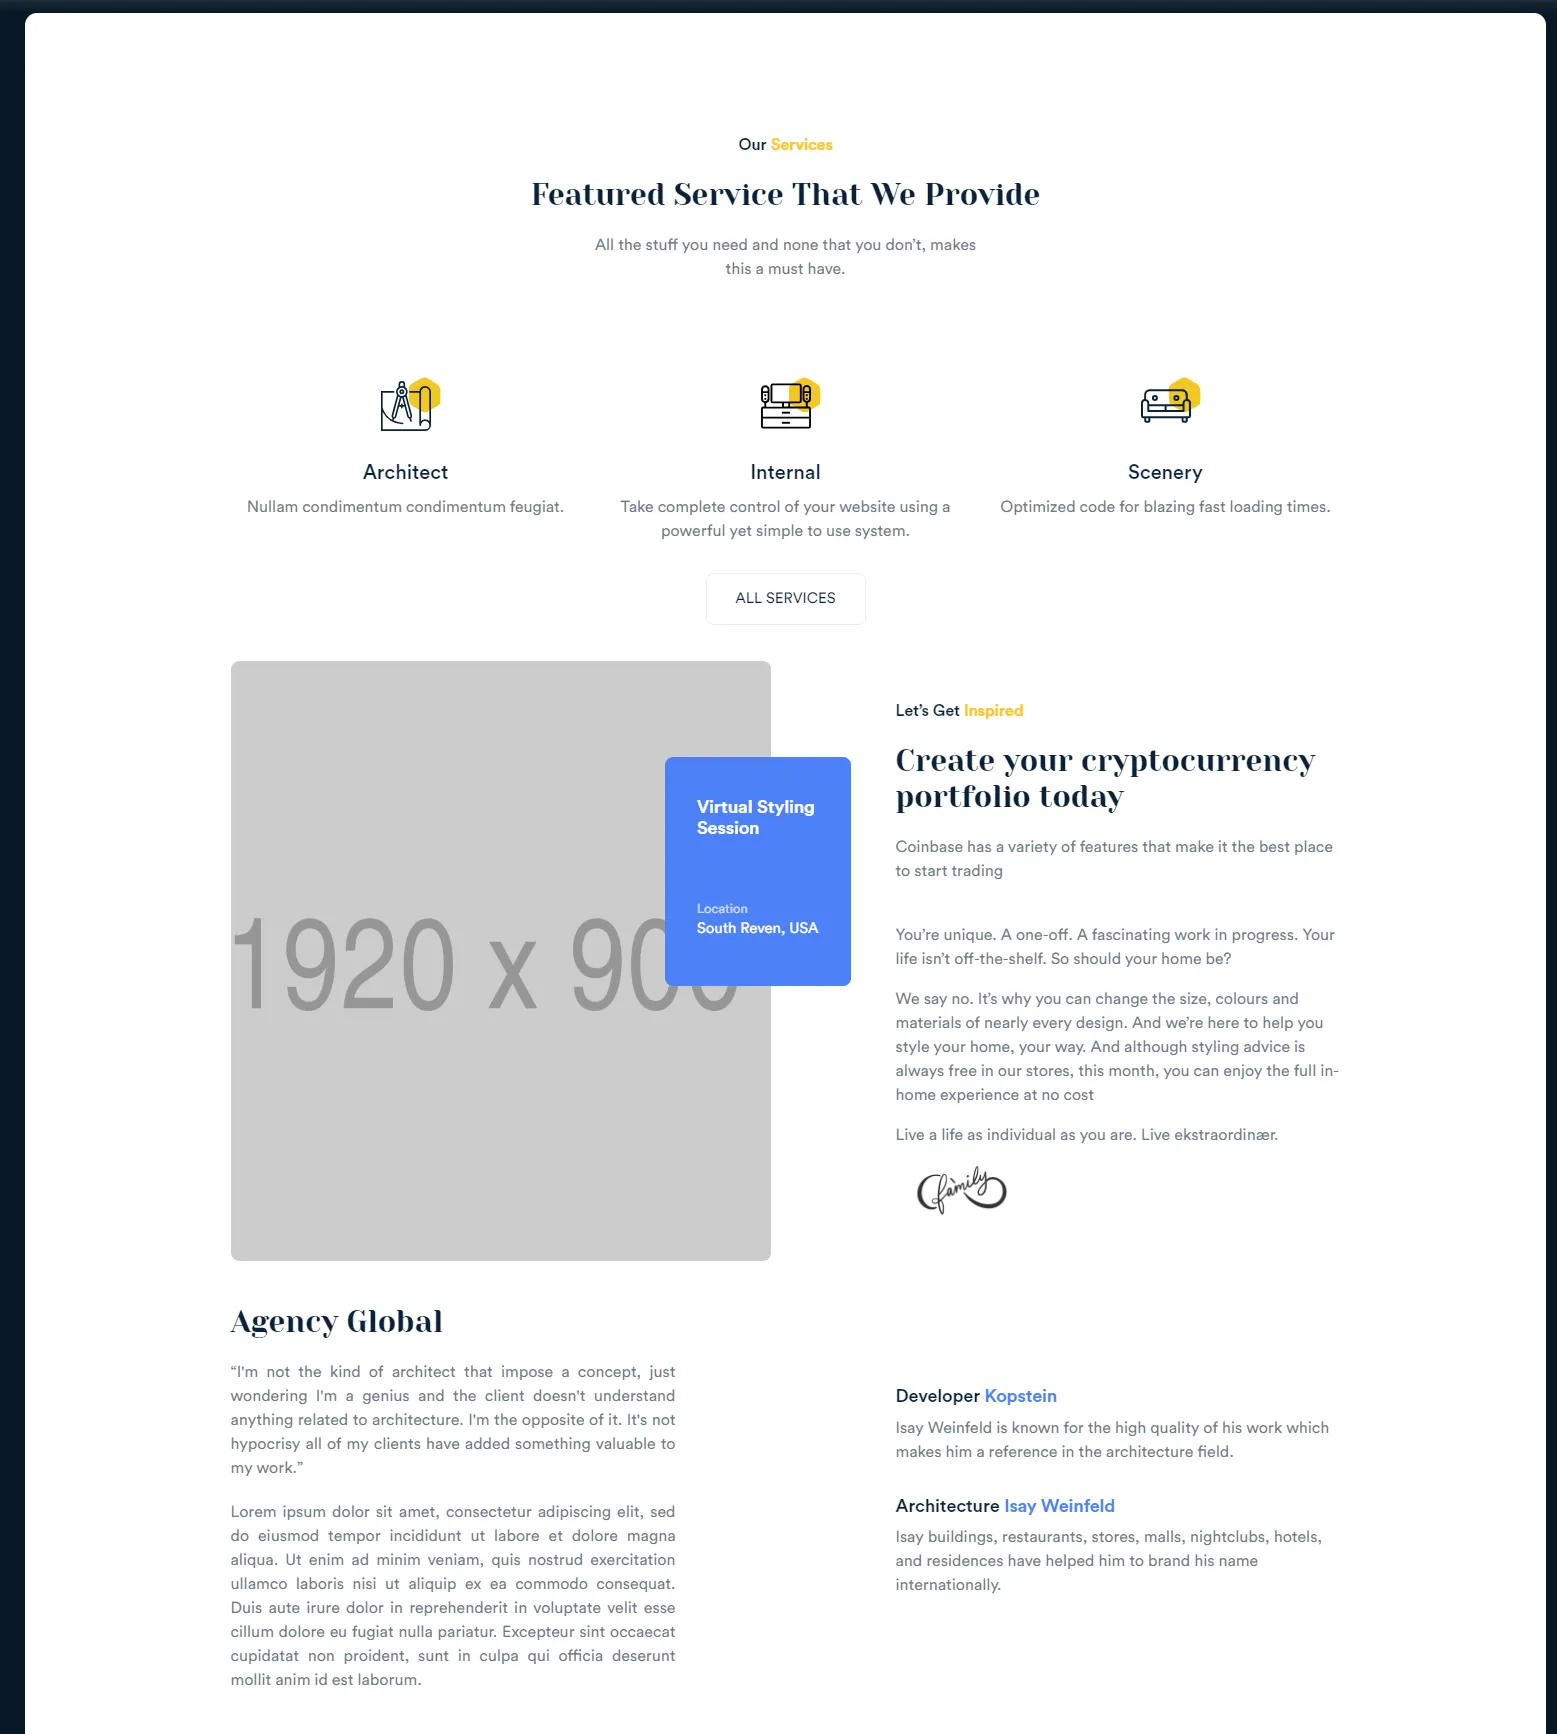 Our Services
Featured Service That We Provide
All the stuff you need and none that you don’t, makes
this a must have.
Architect
Nullam condimentum condimentum feugiat.
Internal
Take complete control of your website using a
powerful yet simple to use system.
Scenery
Optimized code for blazing fast loading times.
ALL SERVICES
1920 x 900
Virtual Styling
Session
Location
South Reven, USA
Let’s Get Inspired
Create your cryptocurrency
portfolio today
Coinbase has a variety of features that make it the best place
to start trading
You’re unique. A one-off. A fascinating work in progress. Your
life isn’t off-the-shelf. So should your home be?
We say no. It’s why you can change the size, colours and
materials of nearly every design. And we’re here to help you
style your home, your way. And although styling advice is
always free in our stores, this month, you can enjoy the full in-
home experience at no cost
Live a life as individual as you are. Live ekstraordinær.
family
Agency Global
“I'm not the kind of architect that impose a concept, just
wondering I'm a genius and the client doesn't understand
anything related to architecture. I'm the opposite of it. It's not
hypocrisy all of my clients have added something valuable to
my work.”
Lorem ipsum dolor sit amet, consectetur adipiscing elit, sed
do eiusmod tempor incididunt ut labore et dolore magna
aliqua. Ut enim ad minim veniam, quis nostrud exercitation
ullamco laboris nisi ut aliquip ex ea commodo consequat.
Duis aute irure dolor in reprehenderit in voluptate velit esse
cillum dolore eu fugiat nulla pariatur. Excepteur sint occaecat
cupidatat non proident, sunt in culpa qui officia deserunt
mollit anim id est laborum.
Developer Kopstein
Isay Weinfeld is known for the high quality of his work which
makes him a reference in the architecture field.
Architecture Isay Weinfeld
Isay buildings, restaurants, stores, malls, nightclubs, hotels,
and residences have helped him to brand his name
internationally.